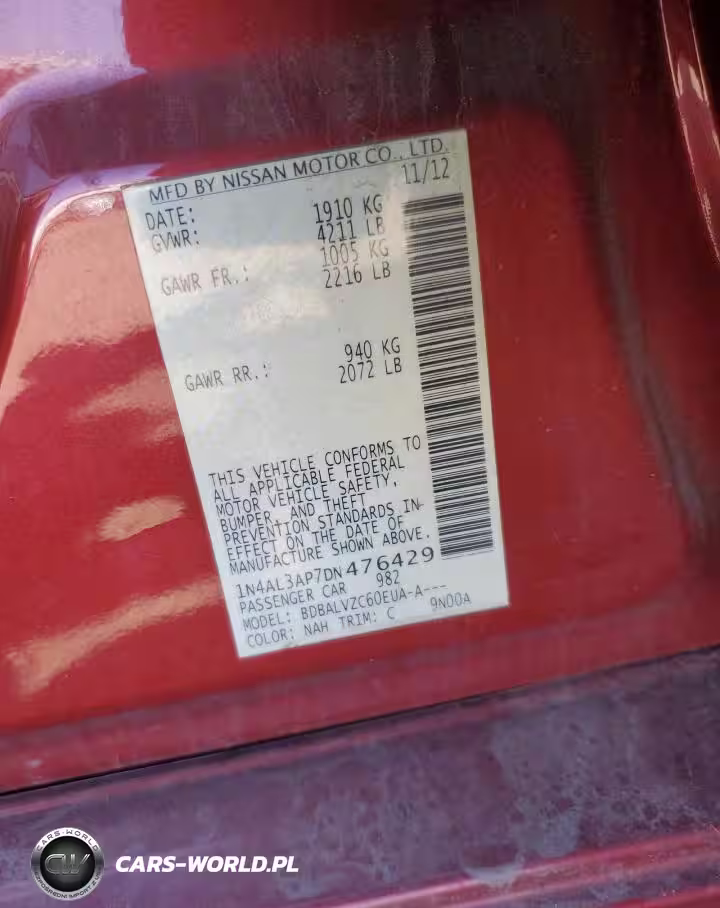 MFD BY NISSAN MOTOR CO., LTD.
DATE: 11/12
GVWR: 1910 KG
4211 LB
GAWR FR.: 1005 KG
2216 LB
GAWR RR.: 940 KG
2072 LB
THIS VEHICLE CONFORMS TO
ALL APPLICABLE FEDERAL
MOTOR VEHICLE SAFETY,
BUMPER, AND THEFT
PREVENTION STANDARDS IN
EFFECT ON THE DATE OF
MANUFACTURE SHOWN ABOVE.
1N4AL3AP7DN476429
PASSENGER CAR 982
MODEL: BDBALVZC60EUA-A---
COLOR: NAH TRIM: C 9N00A
CARS-WORLD
CARS-WORLD.PL